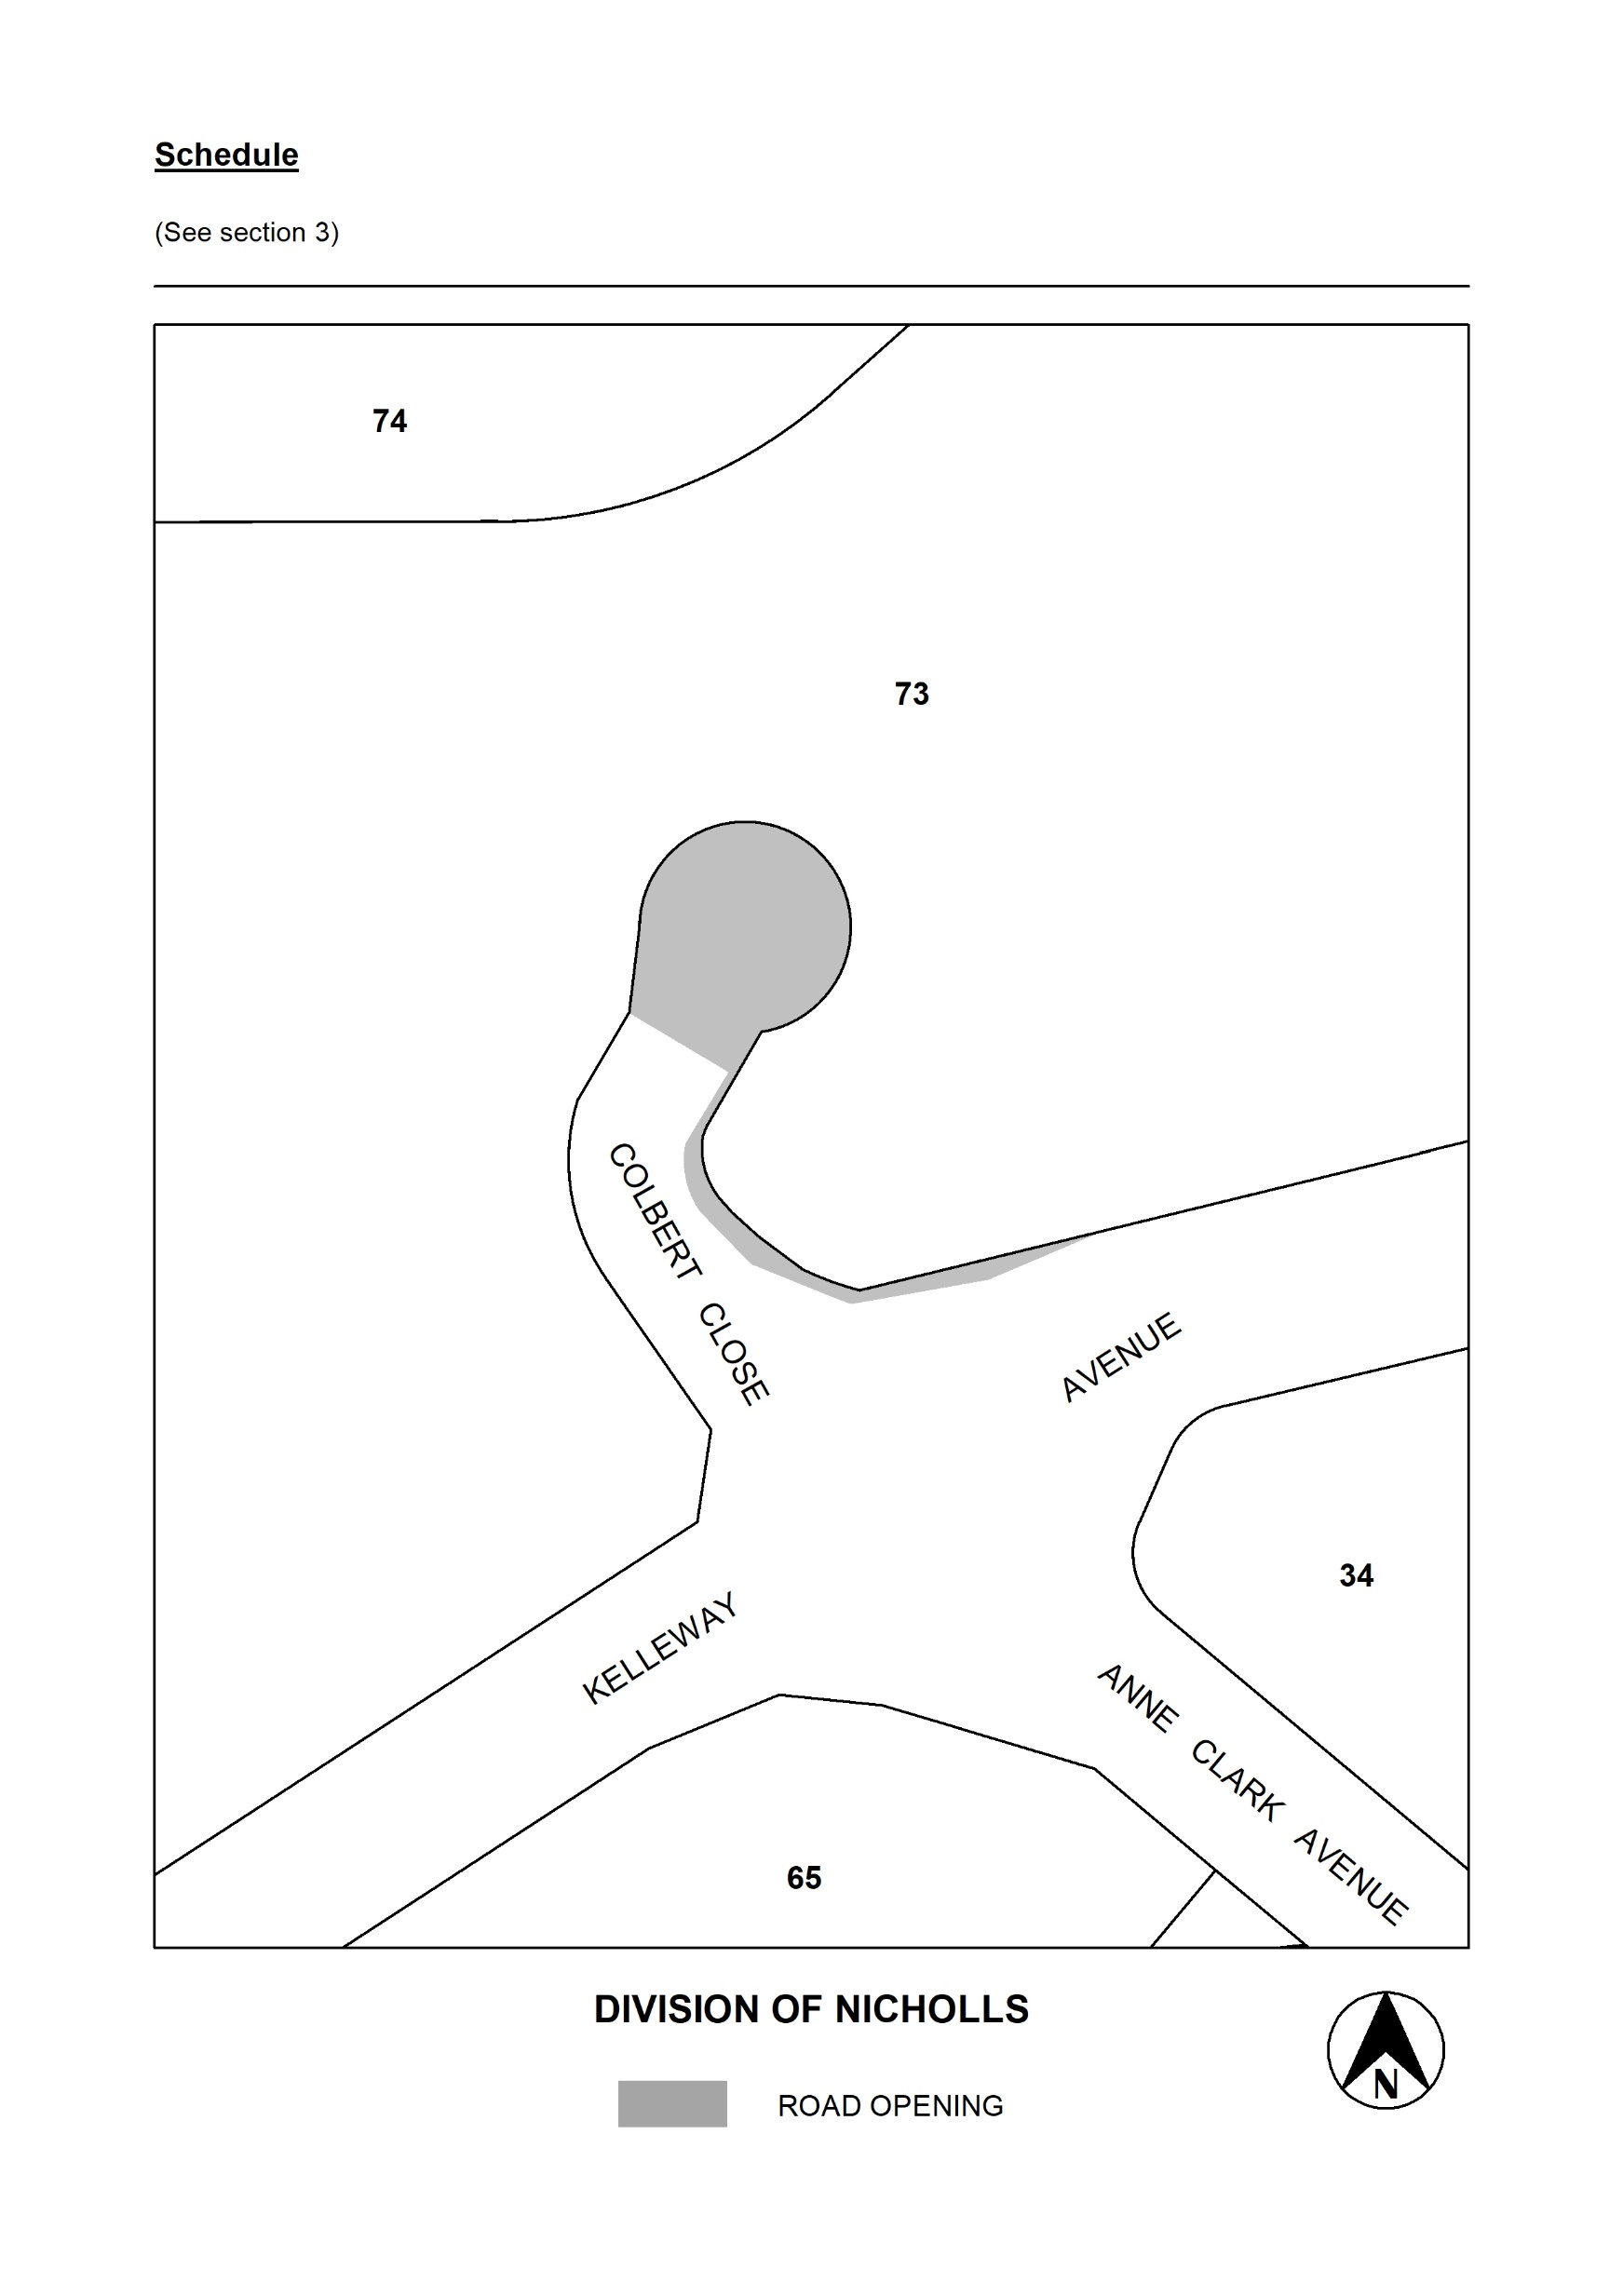 Schedule
(See section 3)
74
73
COLBERT CLOSE
AVENUE
34
KELLEWAY
ANNE CLARK AVENUE
65
DIVISION OF NICHOLLS
N
ROAD OPENING